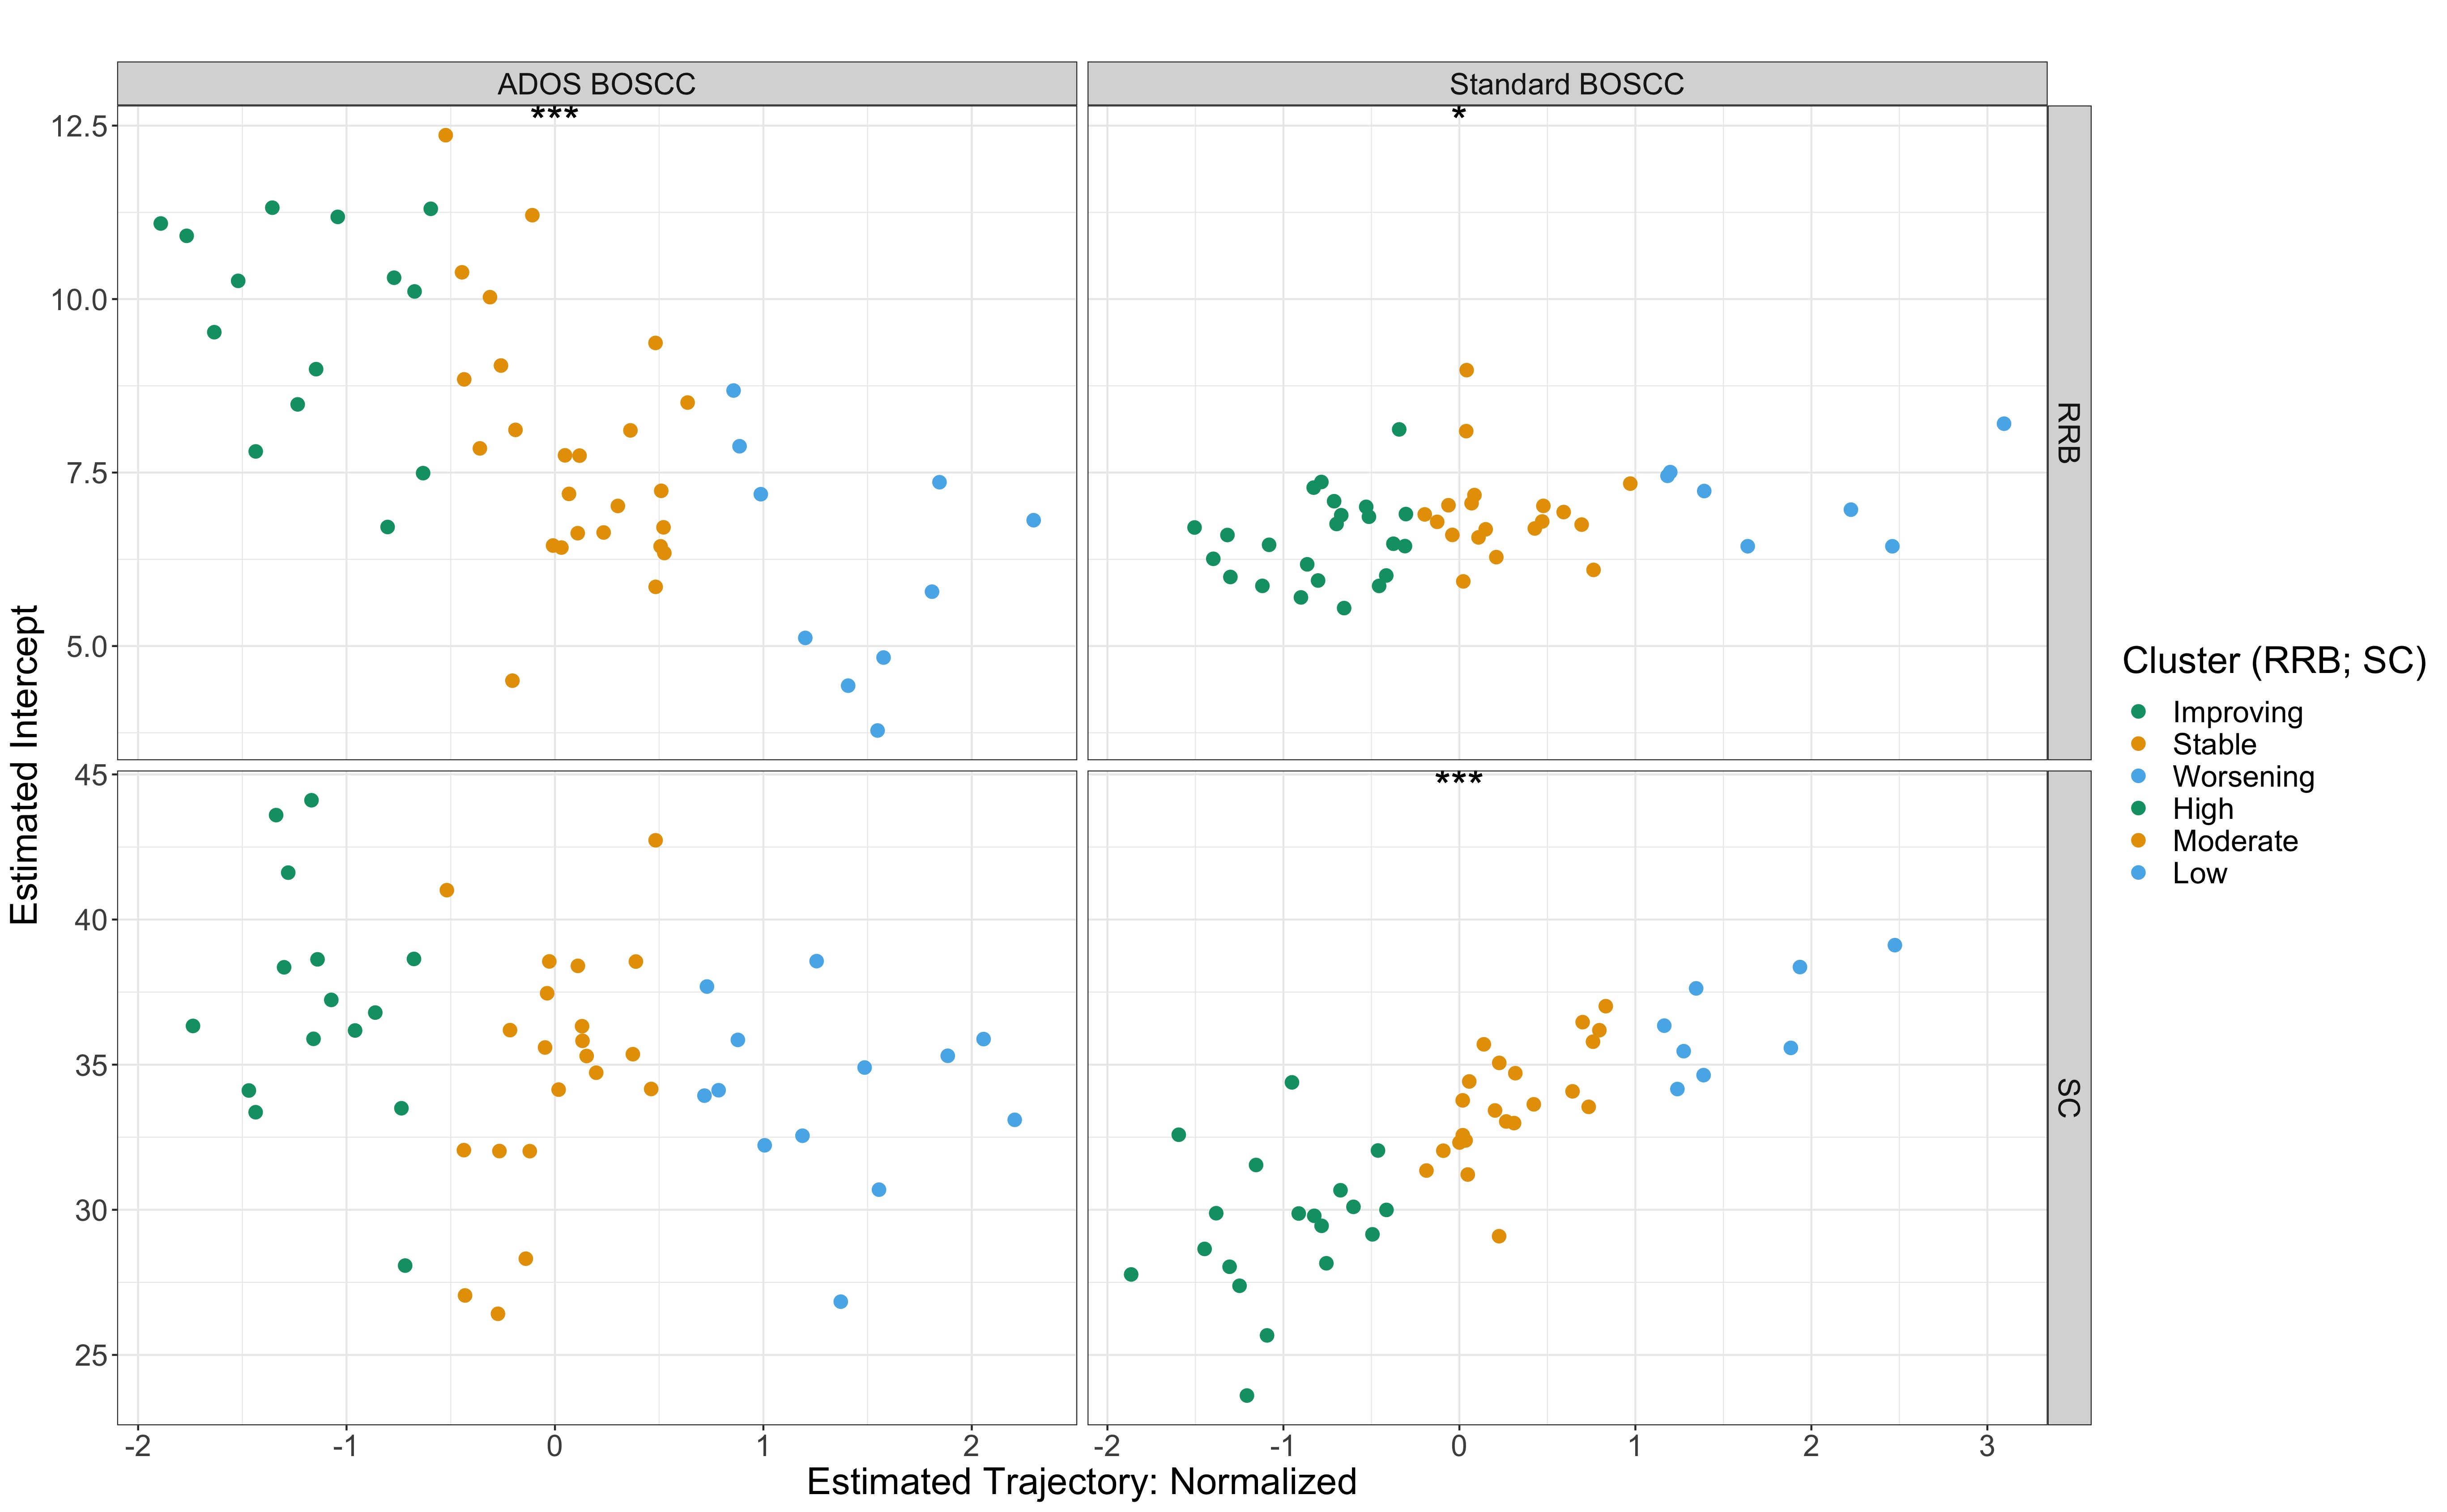 ADOS BOSCC
Standard BOSCC
***
*
12.5
10.0
7.5
5.0
RRB
***
45
40
35
30
25
SC
-2 -1 0 1 2
-2 -1 0 1 2 3
Estimated Trajectory: Normalized
Estimated Intercept
Cluster (RRB; SC)
Improving
Stable
Worsening
High
Moderate
Low